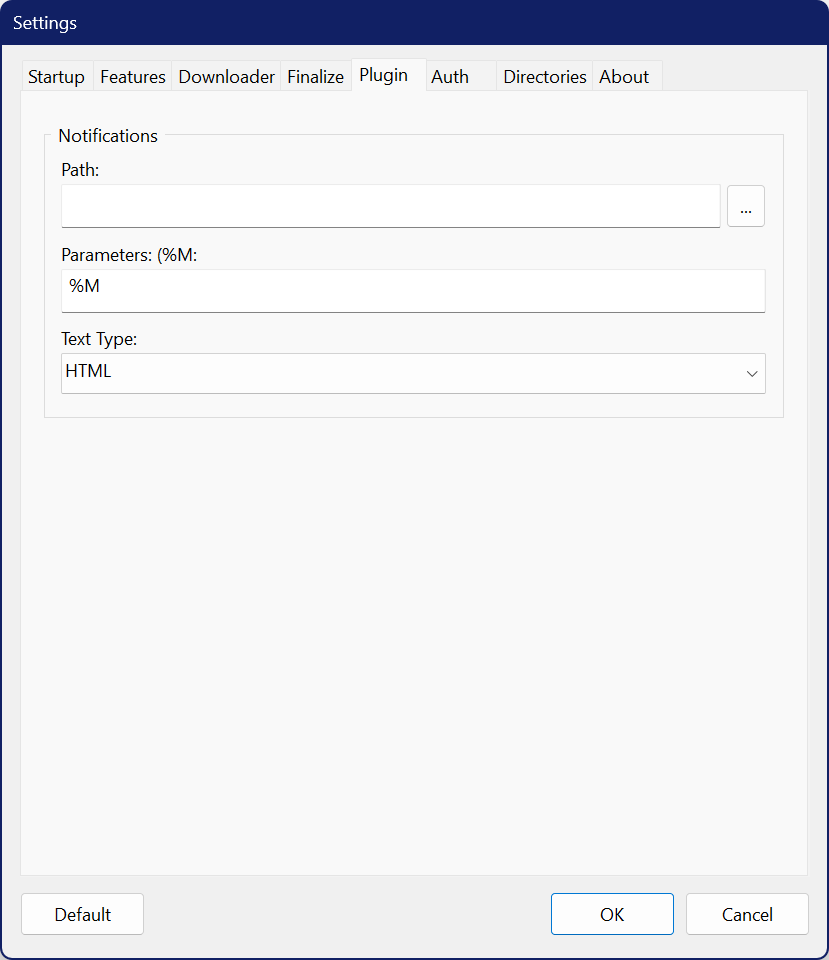 Settings
Startup Features Downloader Finalize Plugin Auth Directories About
Notifications
Path:
...
Parameters: (%M:
%M
Text Type:
HTML
Default OK Cancel